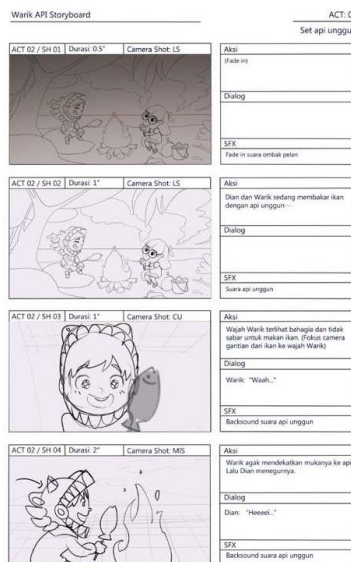 Warik API Storyboard
ACT: 0
Set api unggu
ACT 02 / SH 01 Durasi: 0.5" Camera Shot: LS
Aksi
(Fade in)
Dialog
SFX
Fade in suara ombak pelan
ACT 02 / SH 02 Durasi: 1" Camera Shot: LS
Aksi
Dian dan Warik sedang membakar ikan
dengan api unggun…
Dialog
SFX
Suara api unggun
ACT 02 / SH 03 Durasi: 1" Camera Shot: CU
Aksi
Wajah Warik terlihat bahagia dan tidak
sabar untuk makan ikan. (Fokus camera
gantian dari ikan ke wajah Warik)
Dialog
Warik: "Waah…"
SFX
Backsound suara api unggun
ACT 02 / SH 04 Durasi: 2" Camera Shot: MlS
Aksi
Warik agak mendekatkan mukanya ke api
Lalu Dian menegurnya.
Dialog
Dian: "Heeeei…"
SFX
Backsound suara api unggun